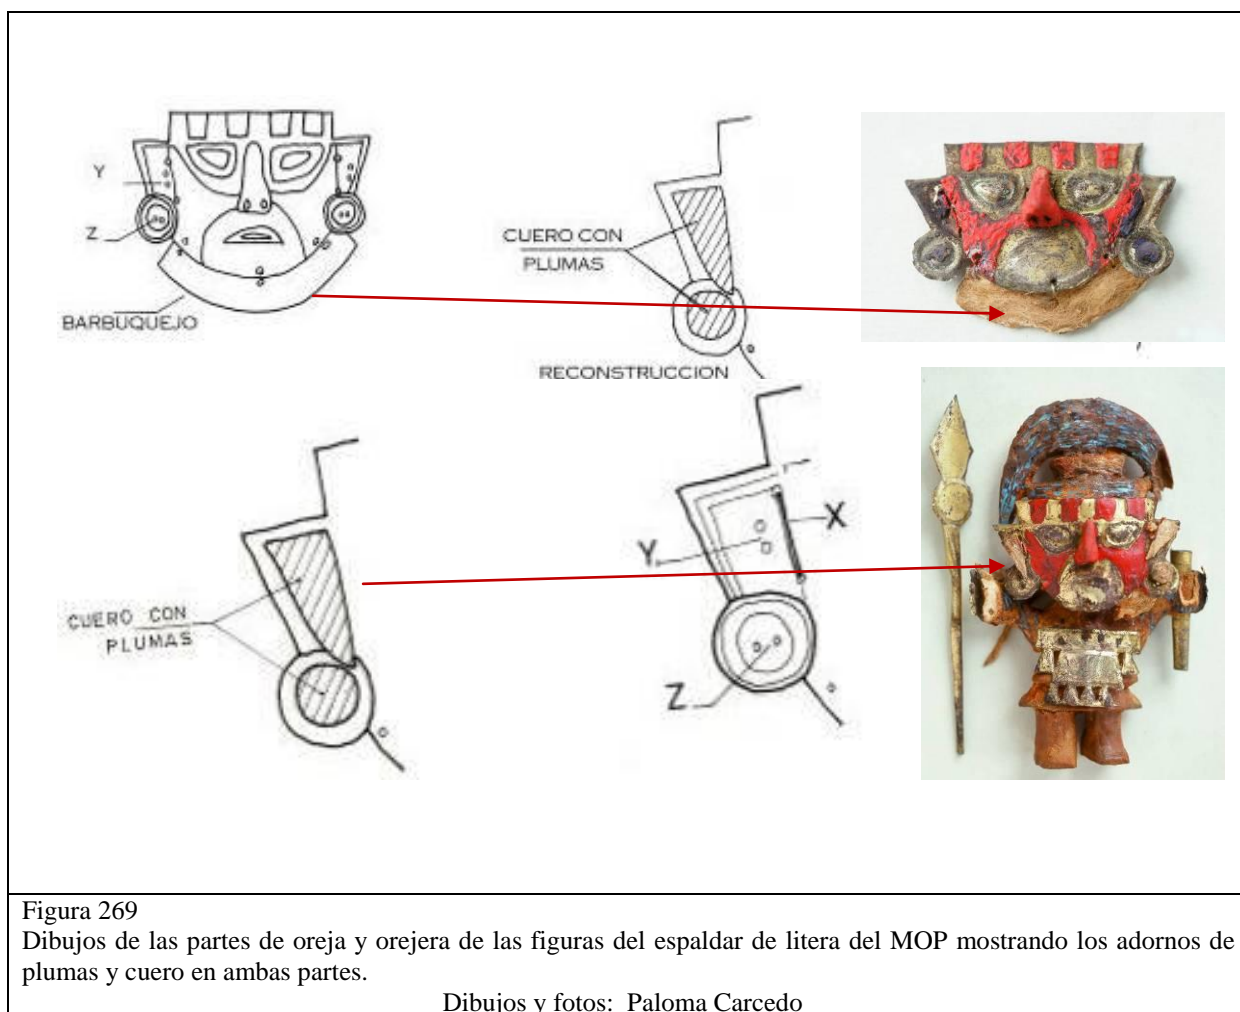 Y
Z
BARBUQUEJO
CUERO CON
PLUMAS
RECONSTRUCCION
CUERO CON
PLUMAS
X
Y
Z
Figura 269
Dibujos de las partes de oreja y orejera de las figuras del espaldar de litera del MOP mostrando los adornos de
plumas y cuero en ambas partes.
Dibujos y fotos: Paloma Carcedo